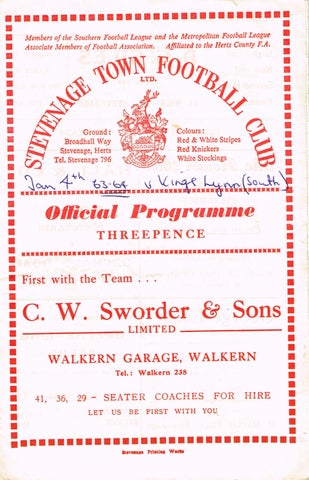 Members of the Southern Football League and the Metropolitan Football League
Associate Members of Football Association. Affiliated to the Herts County F.A.
STEVENAGE TOWN FOOTBALL CLUB
LTD.
Ground :
Broadhall Way
Stevenage, Herts
Tel. Stevenage 796
Colours :
Red & White Stripes
Red Knickers
White Stockings
Jan 4th 63-64 v Kings Lynn (South)
Official Programme
THREEPENCE
First with the Team . . .
C. W. Sworder & Sons
LIMITED
WALKERN GARAGE, WALKERN
Tel.: Walkern 238
41, 36, 29 - SEATER COACHES FOR HIRE
LET US BE FIRST WITH YOU
Stevenage Printing Works